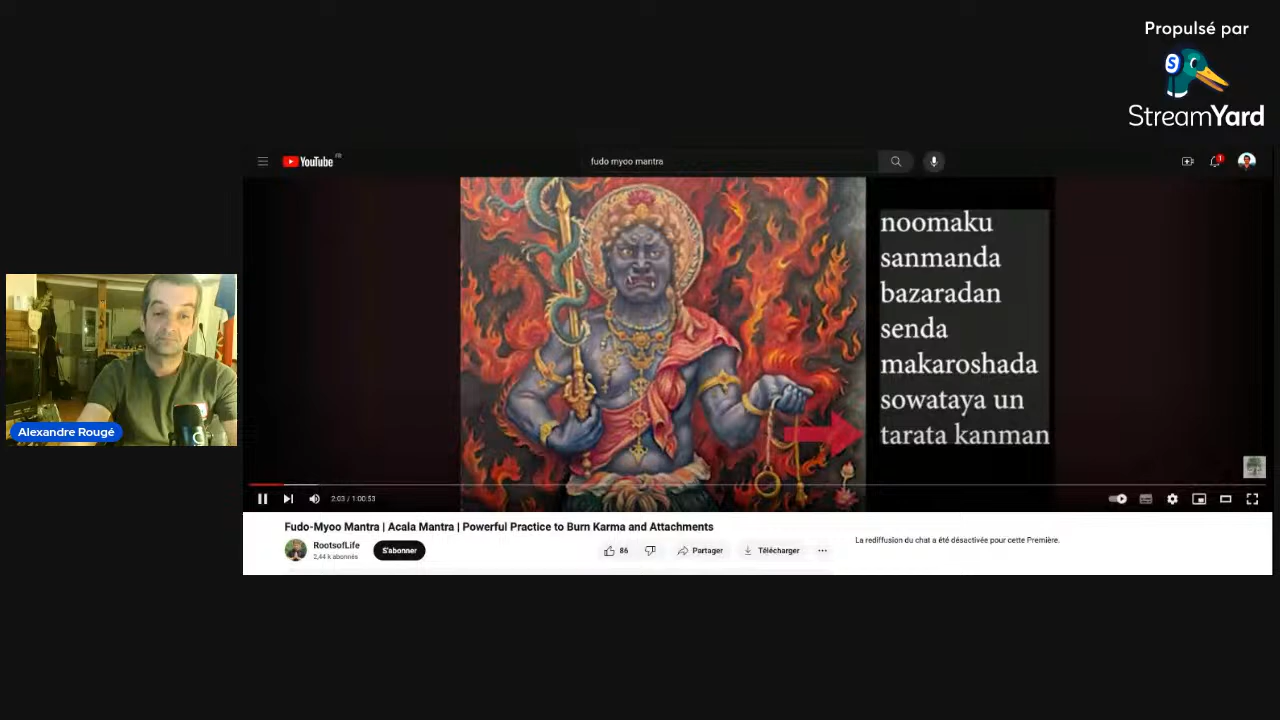 Propulsé par
StreamYard
YouTube FR
fudo myoo mantra
1
noomaku
sanmanda
bazaradan
senda
makaroshada
sowataya un
tarata kanman
Alexandre Rougé
2:03 / 1:00:53
Fudo-Myoo Mantra | Acala Mantra | Powerful Practice to Burn Karma and Attachments
RootsofLife
2,44 k abonnés
S'abonner
86
Partager
Télécharger
La rediffusion du chat a été désactivée pour cette Première.